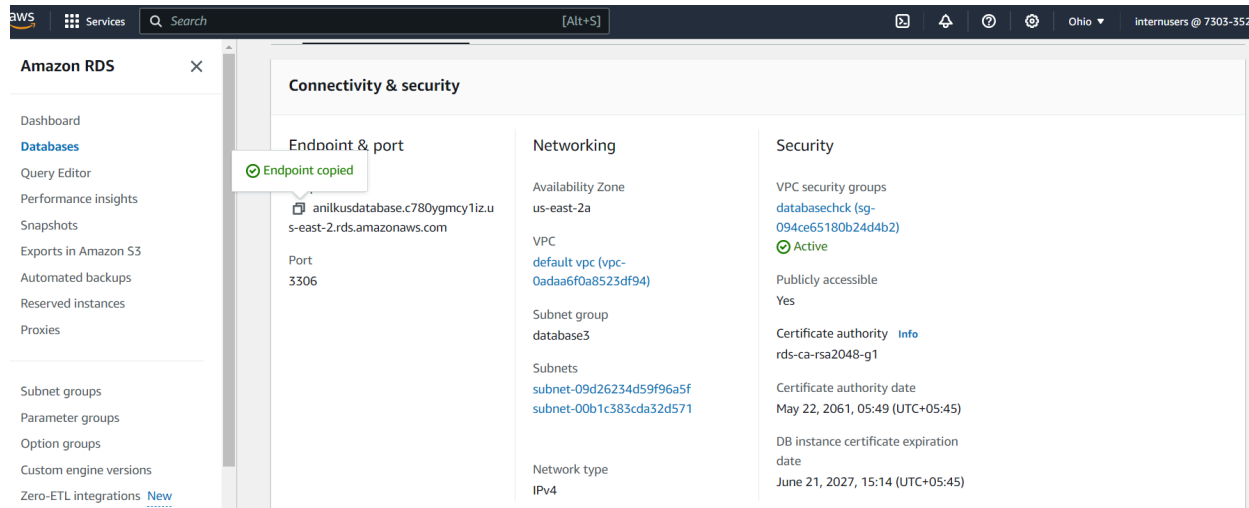 aws
Services
Search
[Alt+S]
Ohio
internusers @ 7303-352
Amazon RDS
Dashboard
Databases
Query Editor
Performance insights
Snapshots
Exports in Amazon S3
Automated backups
Reserved instances
Proxies
Subnet groups
Parameter groups
Option groups
Custom engine versions
Zero-ETL integrations New
Connectivity & security
Endpoint & port
Endpoint copied
anilkusdatabase.c780ygmcy1iz.u
s-east-2.rds.amazonaws.com
Port
3306
Networking
Availability Zone
us-east-2a
VPC
default vpc (vpc-
0adaa6f0a8523df94)
Subnet group
database3
Subnets
subnet-09d26234d59f96a5f
subnet-00b1c383cda32d571
Network type
IPv4
Security
VPC security groups
databasechck (sg-
094ce65180b24d4b2)
Active
Publicly accessible
Yes
Certificate authority Info
rds-ca-rsa2048-g1
Certificate authority date
May 22, 2061, 05:49 (UTC+05:45)
DB instance certificate expiration
date
June 21, 2027, 15:14 (UTC+05:45)